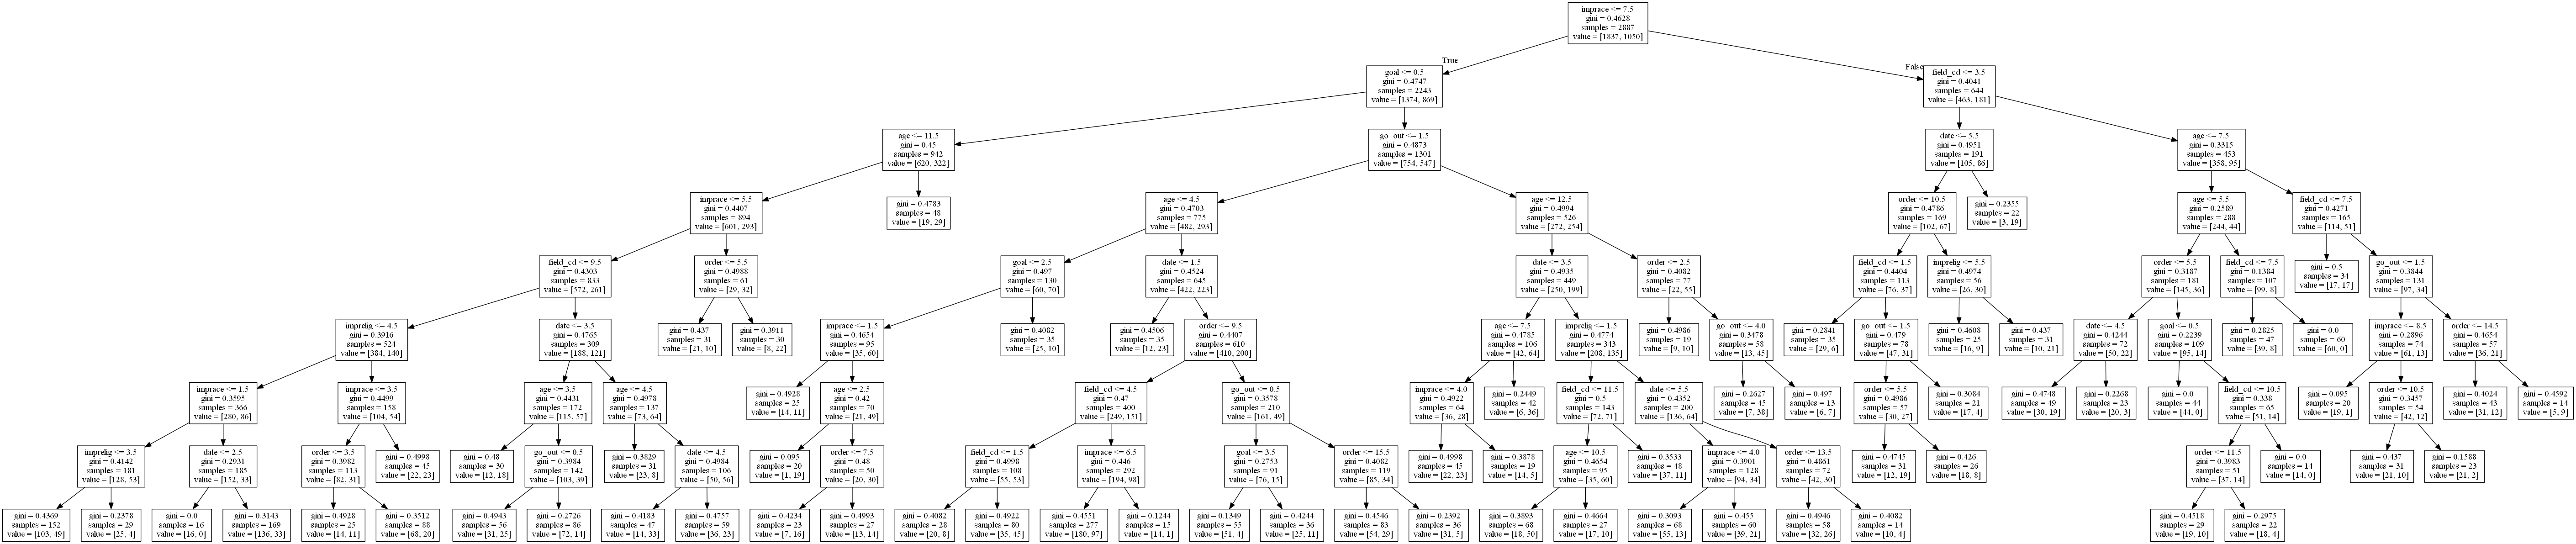 imprace <= 7.5
gini = 0.4628
samples = 2887
value = [1837, 1050]
True
False
goal <= 0.5
gini = 0.4747
samples = 2243
value = [1374, 869]
field_cd <= 3.5
gini = 0.4041
samples = 644
value = [463, 181]
age <= 11.5
gini = 0.45
samples = 942
value = [620, 322]
go_out <= 1.5
gini = 0.4873
samples = 1301
value = [754, 547]
date <= 5.5
gini = 0.4951
samples = 191
value = [105, 86]
age <= 7.5
gini = 0.3315
samples = 453
value = [358, 95]
imprace <= 5.5
gini = 0.4407
samples = 894
value = [601, 293]
gini = 0.4783
samples = 48
value = [19, 29]
age <= 4.5
gini = 0.4703
samples = 775
value = [482, 293]
age <= 12.5
gini = 0.4994
samples = 526
value = [272, 254]
order <= 10.5
gini = 0.4786
samples = 169
value = [102, 67]
gini = 0.2355
samples = 22
value = [3, 19]
age <= 5.5
gini = 0.2589
samples = 288
value = [244, 44]
field_cd <= 7.5
gini = 0.4271
samples = 165
value = [114, 51]
field_cd <= 9.5
gini = 0.4303
samples = 833
value = [572, 261]
order <= 5.5
gini = 0.4988
samples = 61
value = [29, 32]
goal <= 2.5
gini = 0.497
samples = 130
value = [60, 70]
date <= 1.5
gini = 0.4524
samples = 645
value = [422, 223]
date <= 3.5
gini = 0.4935
samples = 449
value = [250, 199]
order <= 2.5
gini = 0.4082
samples = 77
value = [22, 55]
field_cd <= 1.5
gini = 0.4404
samples = 113
value = [76, 37]
imprelig <= 5.5
gini = 0.4974
samples = 56
value = [26, 30]
order <= 5.5
gini = 0.3187
samples = 181
value = [145, 36]
field_cd <= 7.5
gini = 0.1384
samples = 107
value = [99, 8]
gini = 0.5
samples = 34
value = [17, 17]
go_out <= 1.5
gini = 0.3844
samples = 131
value = [97, 34]
imprelig <= 4.5
gini = 0.3916
samples = 524
value = [384, 140]
date <= 3.5
gini = 0.4765
samples = 309
value = [188, 121]
gini = 0.437
samples = 31
value = [21, 10]
gini = 0.3911
samples = 30
value = [8, 22]
imprace <= 1.5
gini = 0.4654
samples = 95
value = [35, 60]
gini = 0.4082
samples = 35
value = [25, 10]
gini = 0.4506
samples = 35
value = [12, 23]
order <= 9.5
gini = 0.4407
samples = 610
value = [410, 200]
age <= 7.5
gini = 0.4785
samples = 106
value = [42, 64]
imprelig <= 1.5
gini = 0.4774
samples = 343
value = [208, 135]
gini = 0.4986
samples = 19
value = [9, 10]
go_out <= 4.0
gini = 0.3478
samples = 58
value = [13, 45]
gini = 0.2841
samples = 35
value = [29, 6]
go_out <= 1.5
gini = 0.479
samples = 78
value = [47, 31]
gini = 0.4608
samples = 25
value = [16, 9]
gini = 0.437
samples = 31
value = [10, 21]
date <= 4.5
gini = 0.4244
samples = 72
value = [50, 22]
goal <= 0.5
gini = 0.2239
samples = 109
value = [95, 14]
gini = 0.2825
samples = 47
value = [39, 8]
gini = 0.0
samples = 60
value = [60, 0]
imprace <= 8.5
gini = 0.2896
samples = 74
value = [61, 13]
order <= 14.5
gini = 0.4654
samples = 57
value = [36, 21]
imprace <= 1.5
gini = 0.3595
samples = 366
value = [280, 86]
imprace <= 3.5
gini = 0.4499
samples = 158
value = [104, 54]
age <= 3.5
gini = 0.4431
samples = 172
value = [115, 57]
age <= 4.5
gini = 0.4978
samples = 137
value = [73, 64]
gini = 0.4928
samples = 25
value = [14, 11]
age <= 2.5
gini = 0.42
samples = 70
value = [21, 49]
field_cd <= 4.5
gini = 0.47
samples = 400
value = [249, 151]
go_out <= 0.5
gini = 0.3578
samples = 210
value = [161, 49]
imprace <= 4.0
gini = 0.4922
samples = 64
value = [36, 28]
gini = 0.2449
samples = 42
value = [6, 36]
field_cd <= 11.5
gini = 0.5
samples = 143
value = [72, 71]
date <= 5.5
gini = 0.4352
samples = 200
value = [136, 64]
gini = 0.2627
samples = 45
value = [7, 38]
gini = 0.497
samples = 13
value = [6, 7]
order <= 5.5
gini = 0.4986
samples = 57
value = [30, 27]
gini = 0.3084
samples = 21
value = [17, 4]
gini = 0.4748
samples = 49
value = [30, 19]
gini = 0.2268
samples = 23
value = [20, 3]
gini = 0.0
samples = 44
value = [44, 0]
field_cd <= 10.5
gini = 0.338
samples = 65
value = [51, 14]
gini = 0.095
samples = 20
value = [19, 1]
order <= 10.5
gini = 0.3457
samples = 54
value = [42, 12]
gini = 0.4024
samples = 43
value = [31, 12]
gini = 0.4592
samples = 14
value = [5, 9]
imprelig <= 3.5
gini = 0.4142
samples = 181
value = [128, 53]
date <= 2.5
gini = 0.2931
samples = 185
value = [152, 33]
order <= 3.5
gini = 0.3982
samples = 113
value = [82, 31]
gini = 0.4998
samples = 45
value = [22, 23]
gini = 0.48
samples = 30
value = [12, 18]
go_out <= 0.5
gini = 0.3984
samples = 142
value = [103, 39]
gini = 0.3829
samples = 31
value = [23, 8]
date <= 4.5
gini = 0.4984
samples = 106
value = [50, 56]
gini = 0.095
samples = 20
value = [1, 19]
order <= 7.5
gini = 0.48
samples = 50
value = [20, 30]
field_cd <= 1.5
gini = 0.4998
samples = 108
value = [55, 53]
imprace <= 6.5
gini = 0.446
samples = 292
value = [194, 98]
goal <= 3.5
gini = 0.2753
samples = 91
value = [76, 15]
order <= 15.5
gini = 0.4082
samples = 119
value = [85, 34]
gini = 0.4998
samples = 45
value = [22, 23]
gini = 0.3878
samples = 19
value = [14, 5]
age <= 10.5
gini = 0.4654
samples = 95
value = [35, 60]
gini = 0.3533
samples = 48
value = [37, 11]
imprace <= 4.0
gini = 0.3901
samples = 128
value = [94, 34]
order <= 13.5
gini = 0.4861
samples = 72
value = [42, 30]
gini = 0.4745
samples = 31
value = [12, 19]
gini = 0.426
samples = 26
value = [18, 8]
order <= 11.5
gini = 0.3983
samples = 51
value = [37, 14]
gini = 0.0
samples = 14
value = [14, 0]
gini = 0.437
samples = 31
value = [21, 10]
gini = 0.1588
samples = 23
value = [21, 2]
gini = 0.4369
samples = 152
value = [103, 49]
gini = 0.2378
samples = 29
value = [25, 4]
gini = 0.0
samples = 16
value = [16, 0]
gini = 0.3143
samples = 169
value = [136, 33]
gini = 0.4928
samples = 25
value = [14, 11]
gini = 0.3512
samples = 88
value = [68, 20]
gini = 0.4943
samples = 56
value = [31, 25]
gini = 0.2726
samples = 86
value = [72, 14]
gini = 0.4183
samples = 47
value = [14, 33]
gini = 0.4757
samples = 59
value = [36, 23]
gini = 0.4234
samples = 23
value = [7, 16]
gini = 0.4993
samples = 27
value = [13, 14]
gini = 0.4082
samples = 28
value = [20, 8]
gini = 0.4922
samples = 80
value = [35, 45]
gini = 0.4551
samples = 277
value = [180, 97]
gini = 0.1244
samples = 15
value = [14, 1]
gini = 0.1349
samples = 55
value = [51, 4]
gini = 0.4244
samples = 36
value = [25, 11]
gini = 0.4546
samples = 83
value = [54, 29]
gini = 0.2392
samples = 36
value = [31, 5]
gini = 0.3893
samples = 68
value = [18, 50]
gini = 0.4664
samples = 27
value = [17, 10]
gini = 0.3093
samples = 68
value = [55, 13]
gini = 0.455
samples = 60
value = [39, 21]
gini = 0.4946
samples = 58
value = [32, 26]
gini = 0.4082
samples = 14
value = [10, 4]
gini = 0.4518
samples = 29
value = [19, 10]
gini = 0.2975
samples = 22
value = [18, 4]